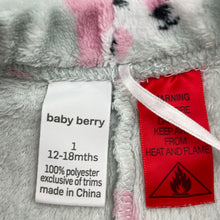 baby berry
1
12-18mths
100% polyester
exclusive of trims
made in China
WARNING
KEEP AWAY FROM
HEAT AND FLAME